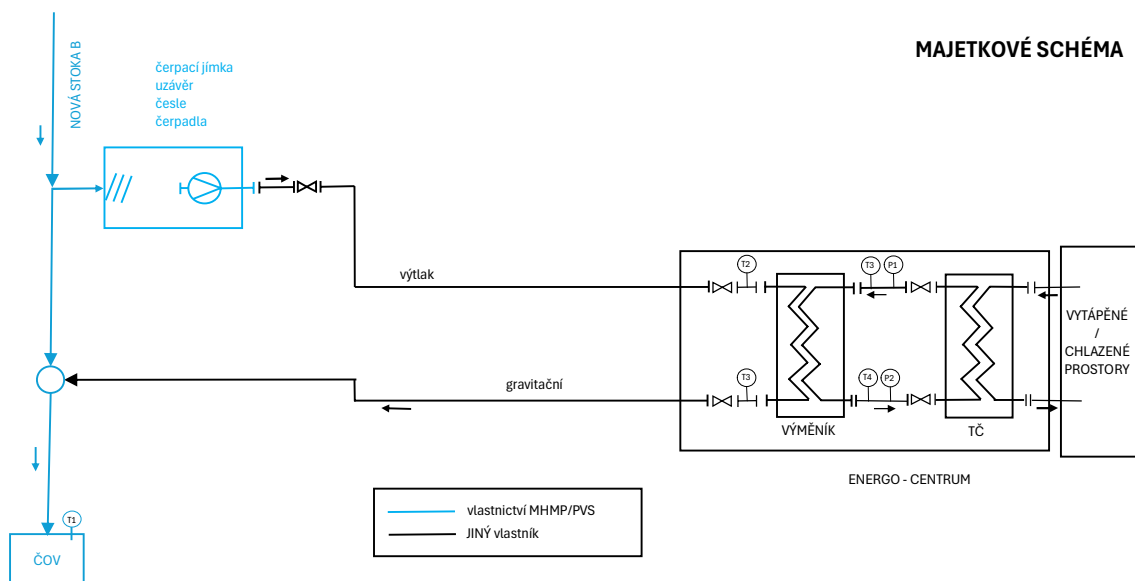 MAJETKOVÉ SCHÉMA
NOVÁ STOKA B
čerpací jímka
uzávěr
česle
čerpadla
výtlak
T2
T3
P1
VYTÁPĚNÉ
/
CHLAZENÉ
PROSTORY
gravitační
T3
T4
P2
VÝMĚNÍK
TČ
ENERGO - CENTRUM
vlastnictví MHMP/PVS
JINÝ vlastník
T1
ČOV